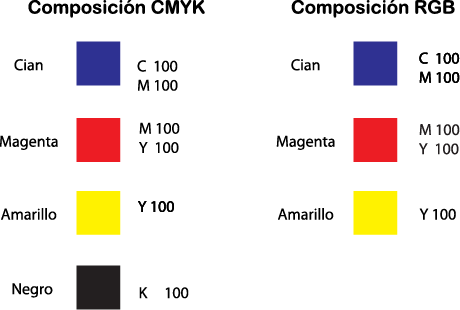 Composición CMYK
Cian
C 100
M 100
Magenta
M 100
Y 100
Amarillo
Y 100
Negro
K 100
Composición RGB
Cian
C 100
M 100
Magenta
M 100
Y 100
Amarillo
Y 100